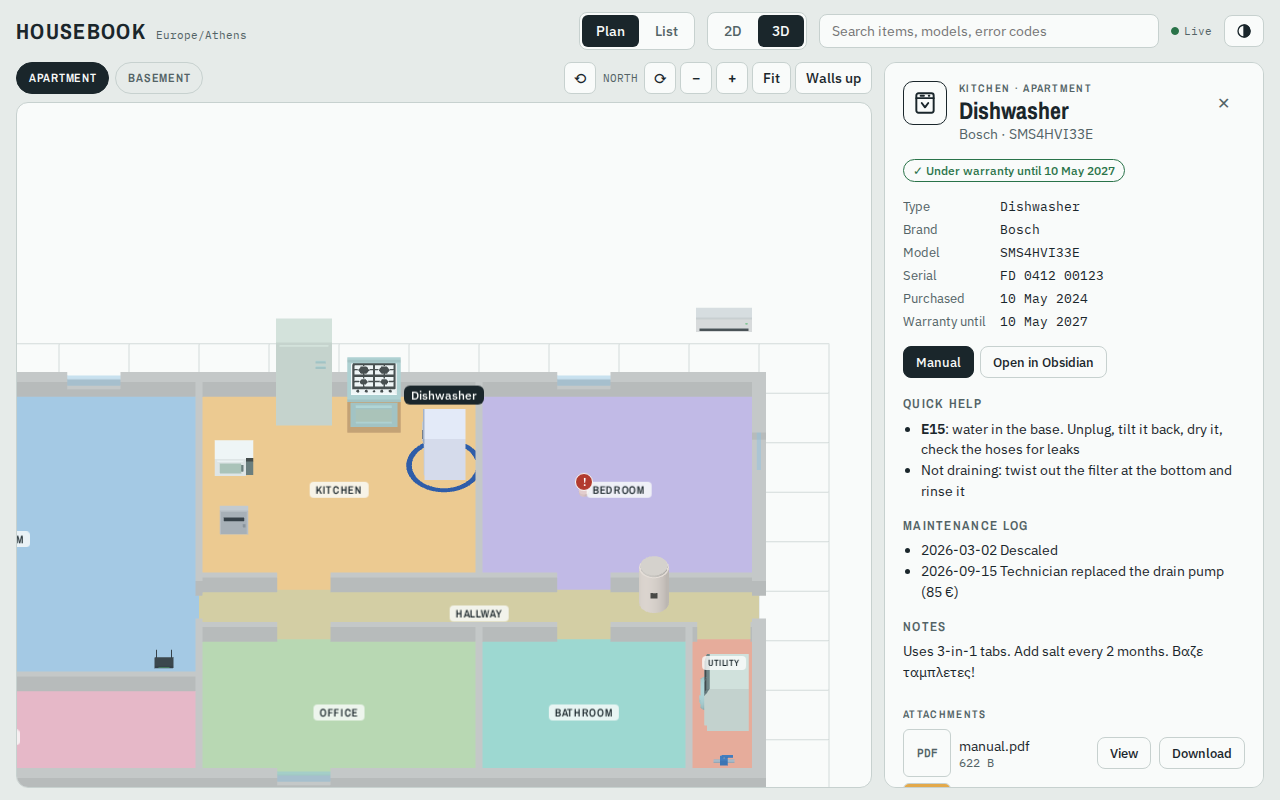 HOUSEBOOK Europe/Athens
Plan List
2D 3D
Search items, models, error codes
Live
APARTMENT BASEMENT
⟲ NORTH ⟳ − + Fit Walls up
KITCHEN · APARTMENT
Dishwasher
Bosch · SMS4HVI33E
✕
✓ Under warranty until 10 May 2027
Type Dishwasher
Brand Bosch
Model SMS4HVI33E
Serial FD 0412 00123
Purchased 10 May 2024
Warranty until 10 May 2027
Manual Open in Obsidian
QUICK HELP
E15: water in the base. Unplug, tilt it back, dry it,
check the hoses for leaks
Not draining: twist out the filter at the bottom and
rinse it
MAINTENANCE LOG
2026-03-02 Descaled
2026-09-15 Technician replaced the drain pump
(85 €)
NOTES
Uses 3-in-1 tabs. Add salt every 2 months. Βαζε
ταμπλετες!
ATTACHMENTS
PDF manual.pdf
622 B
View Download
Dishwasher
KITCHEN
! BEDROOM
M
HALLWAY
UTILITY
OFFICE
BATHROOM